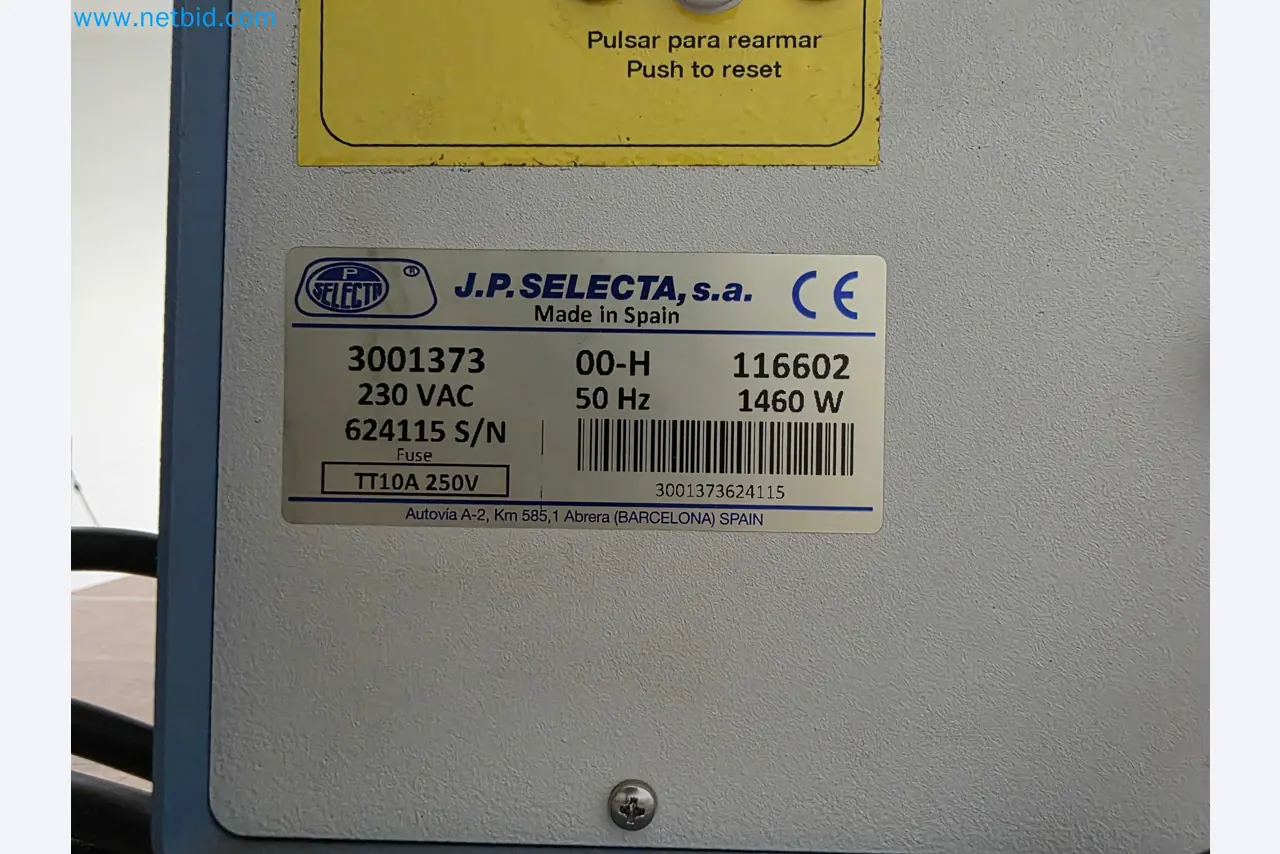 www.netbid.com
Pulsar para rearmar
Push to reset
P
SELECTA
®
J.P.SELECTA, s.a.
CE
Made in Spain
3001373 00-H 116602
230 VAC 50 Hz 1460 W
624115 S/N
Fuse
TT10A 250V
3001373624115
Autovía A-2, Km 585,1 Abrera (BARCELONA) SPAIN